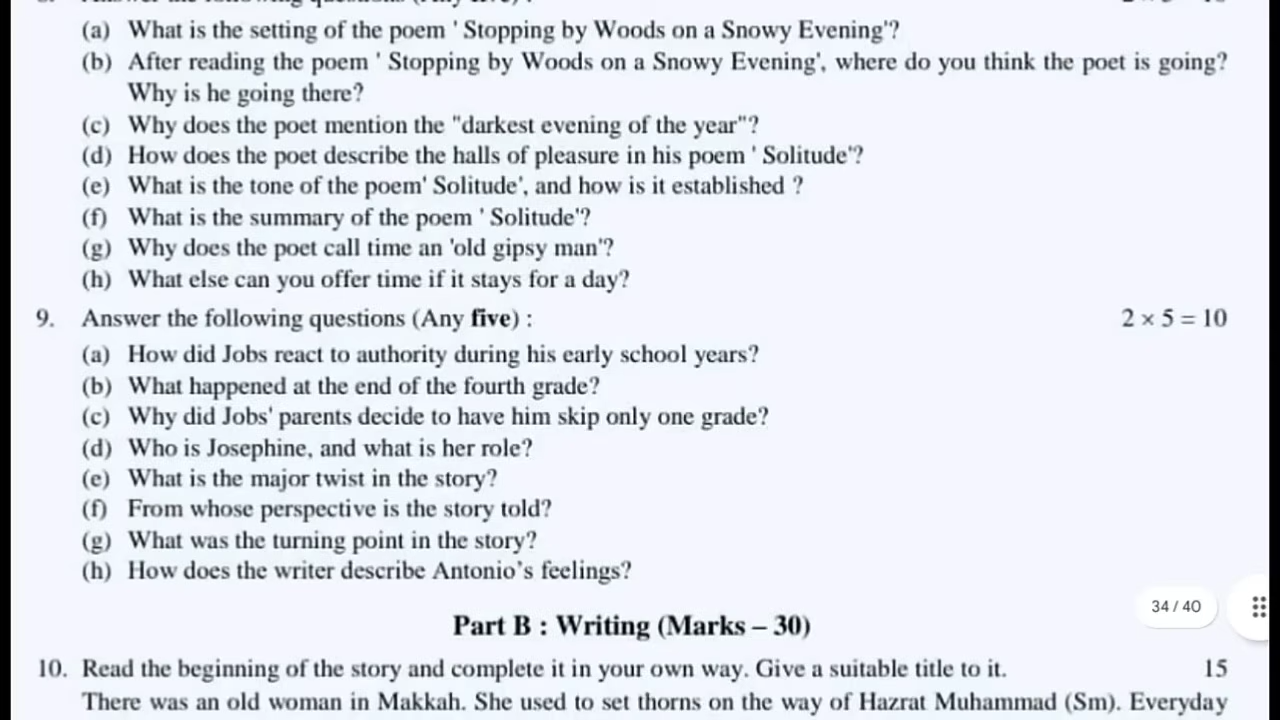 (a) What is the setting of the poem ' Stopping by Woods on a Snowy Evening'?
(b) After reading the poem ' Stopping by Woods on a Snowy Evening', where do you think the poet is going?
Why is he going there?
(c) Why does the poet mention the "darkest evening of the year"?
(d) How does the poet describe the halls of pleasure in his poem ' Solitude'?
(e) What is the tone of the poem' Solitude', and how is it established ?
(f) What is the summary of the poem ' Solitude'?
(g) Why does the poet call time an 'old gipsy man'?
(h) What else can you offer time if it stays for a day?
9. Answer the following questions (Any five) : 2 × 5 = 10
(a) How did Jobs react to authority during his early school years?
(b) What happened at the end of the fourth grade?
(c) Why did Jobs' parents decide to have him skip only one grade?
(d) Who is Josephine, and what is her role?
(e) What is the major twist in the story?
(f) From whose perspective is the story told?
(g) What was the turning point in the story?
(h) How does the writer describe Antonio's feelings?
34 / 40
Part B : Writing (Marks – 30)
10. Read the beginning of the story and complete it in your own way. Give a suitable title to it. 15
There was an old woman in Makkah. She used to set thorns on the way of Hazrat Muhammad (Sm). Everyday